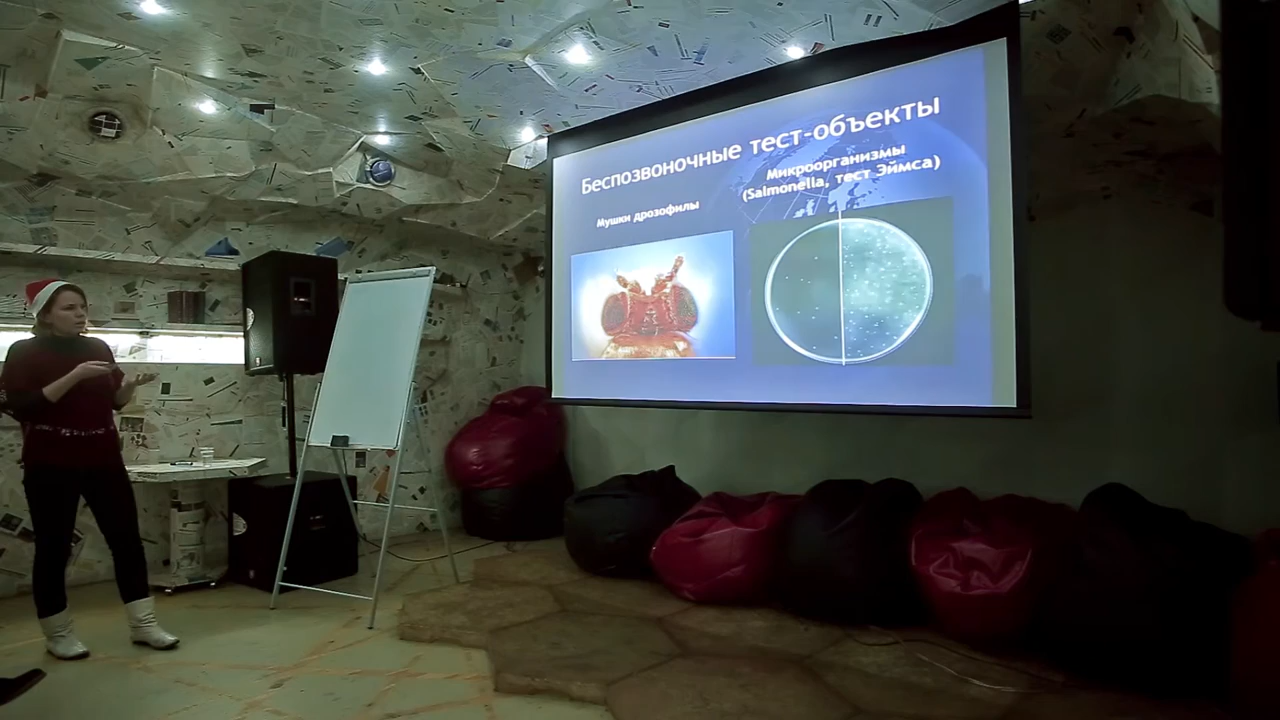 Беспозвоночные тест-объекты
Мушки дрозофилы
Микроорганизмы
(Salmonella, тест Эймса)